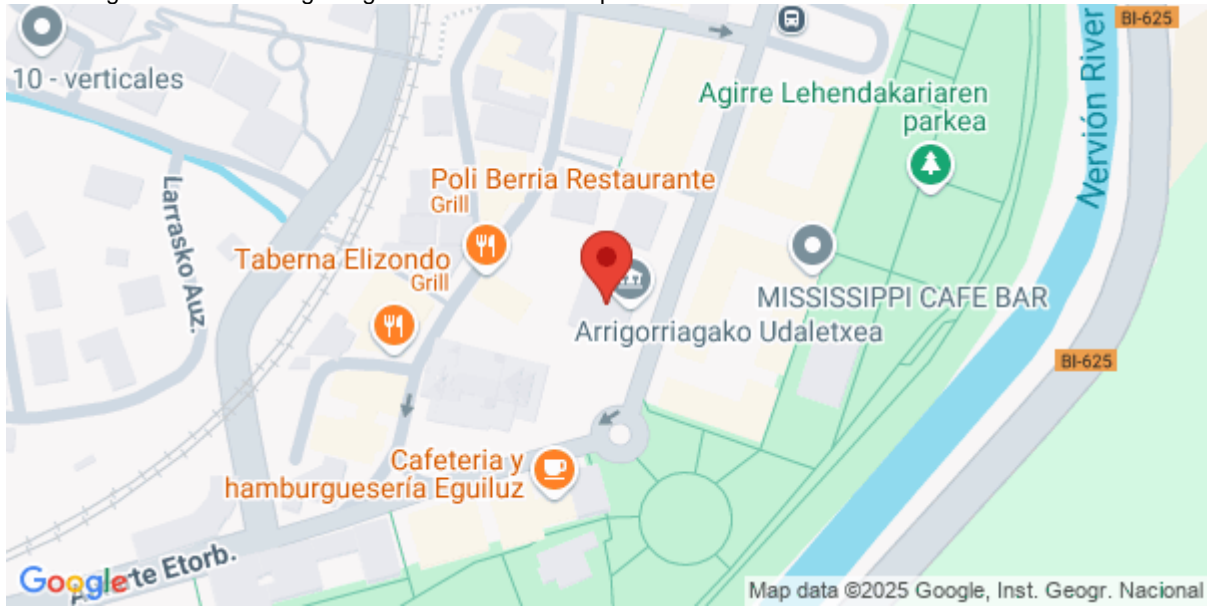 BI-625
10 - verticales
Agirre Lehendakariaren
parkea
Nervión River
Poli Berria Restaurante
Grill
Larrasko Auz.
Taberna Elizondo
Grill
MISSISSIPPI CAFE BAR
Arrigorriagako Udaletxea
BI-625
Cafeteria y
hamburguesería Eguiluz
Etorb.
Google
Map data ©2025 Google, Inst. Geogr. Nacional